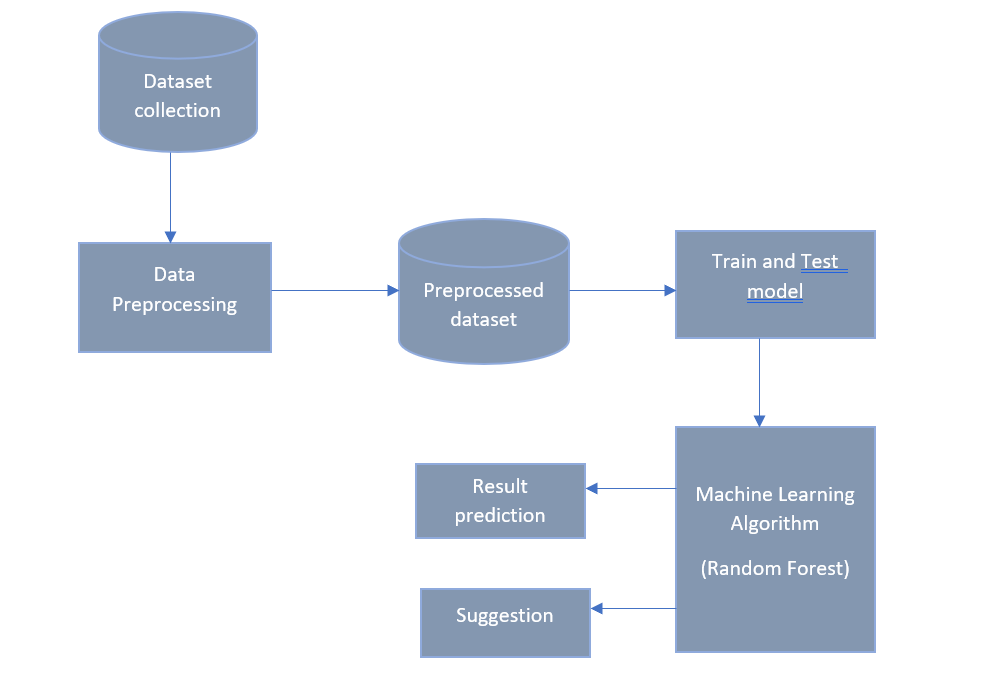 Dataset
collection
Data
Preprocessing
Preprocessed
dataset
Train and Test
model
Machine Learning
Algorithm
(Random Forest)
Result
prediction
Suggestion